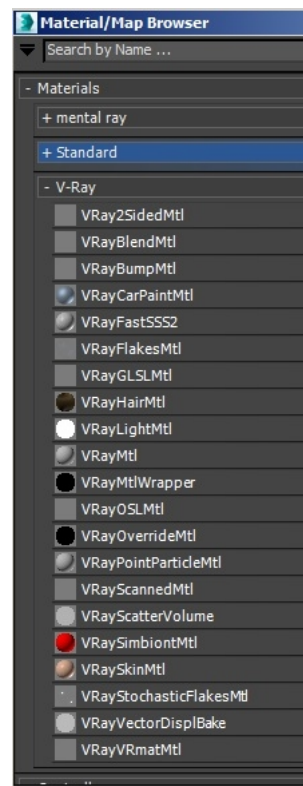 Material/Map Browser
Search by Name ...
- Materials
+ mental ray
+ Standard
- V-Ray
VRay2SidedMtl
VRayBlendMtl
VRayBumpMtl
VRayCarPaintMtl
VRayFastSSS2
VRayFlakesMtl
VRayGLSLMtl
VRayHairMtl
VRayLightMtl
VRayMtl
VRayMtlWrapper
VRayOSLMtl
VRayOverrideMtl
VRayPointParticleMtl
VRayScannedMtl
VRayScatterVolume
VRaySimbiontMtl
VRaySkinMtl
VRayStochasticFlakesMtl
VRayVectorDisplBake
VRayVRmatMtl